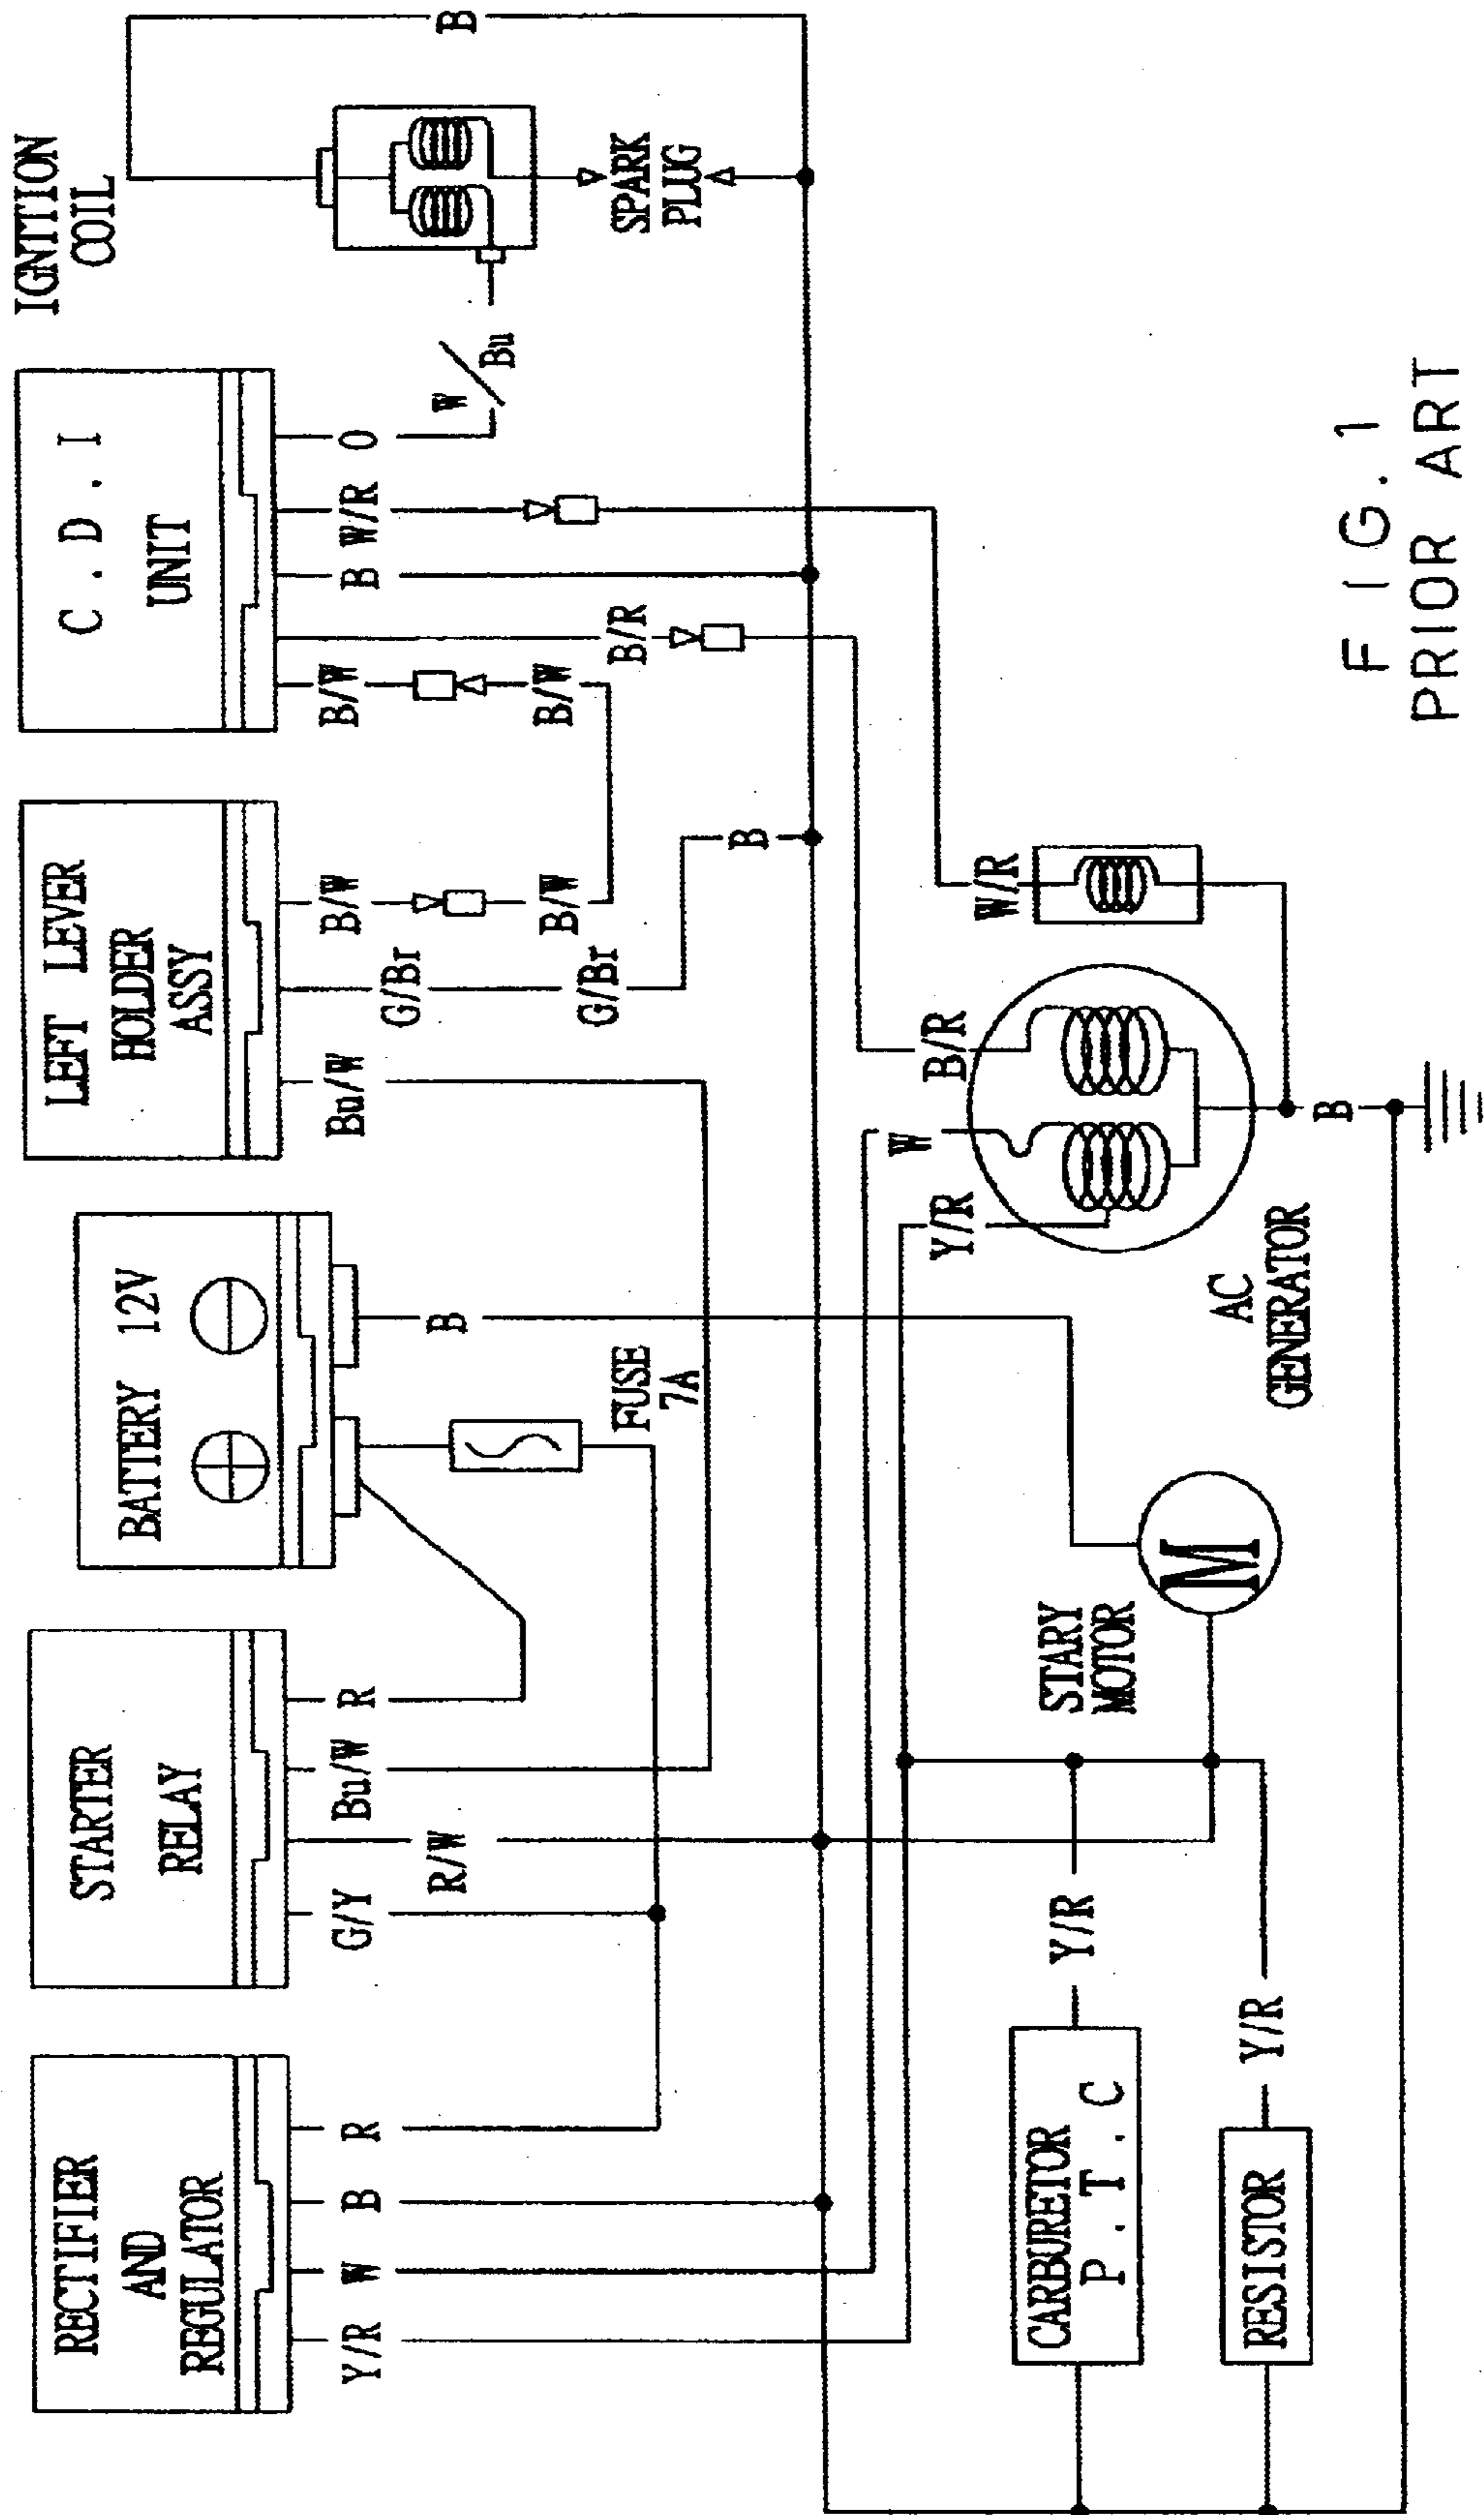 RECTIFIER
AND
REGULATOR
Y/R
W
B
R
STARTER
RELAY
G/Y
R/W
Bu/W
R
BATTERY 12V
FUSE
7A
B
LEFT LEVER
HOLDER
ASSY
Bu/W
G/Br
G/Br
B
B/W
B/W
C.D.I
UNIT
B/W
B/W
B/R
B
W/R
O
W
Bu
IGNITION
COIL
B
SPARK
PLUG
CARBURETOR
P.T.C
Y/R
RESISTOR
Y/R
STARY
MOTOR
M
AC
GENERATOR
Y/R
W
B/R
W/R
B
FIG.1
PRIOR ART